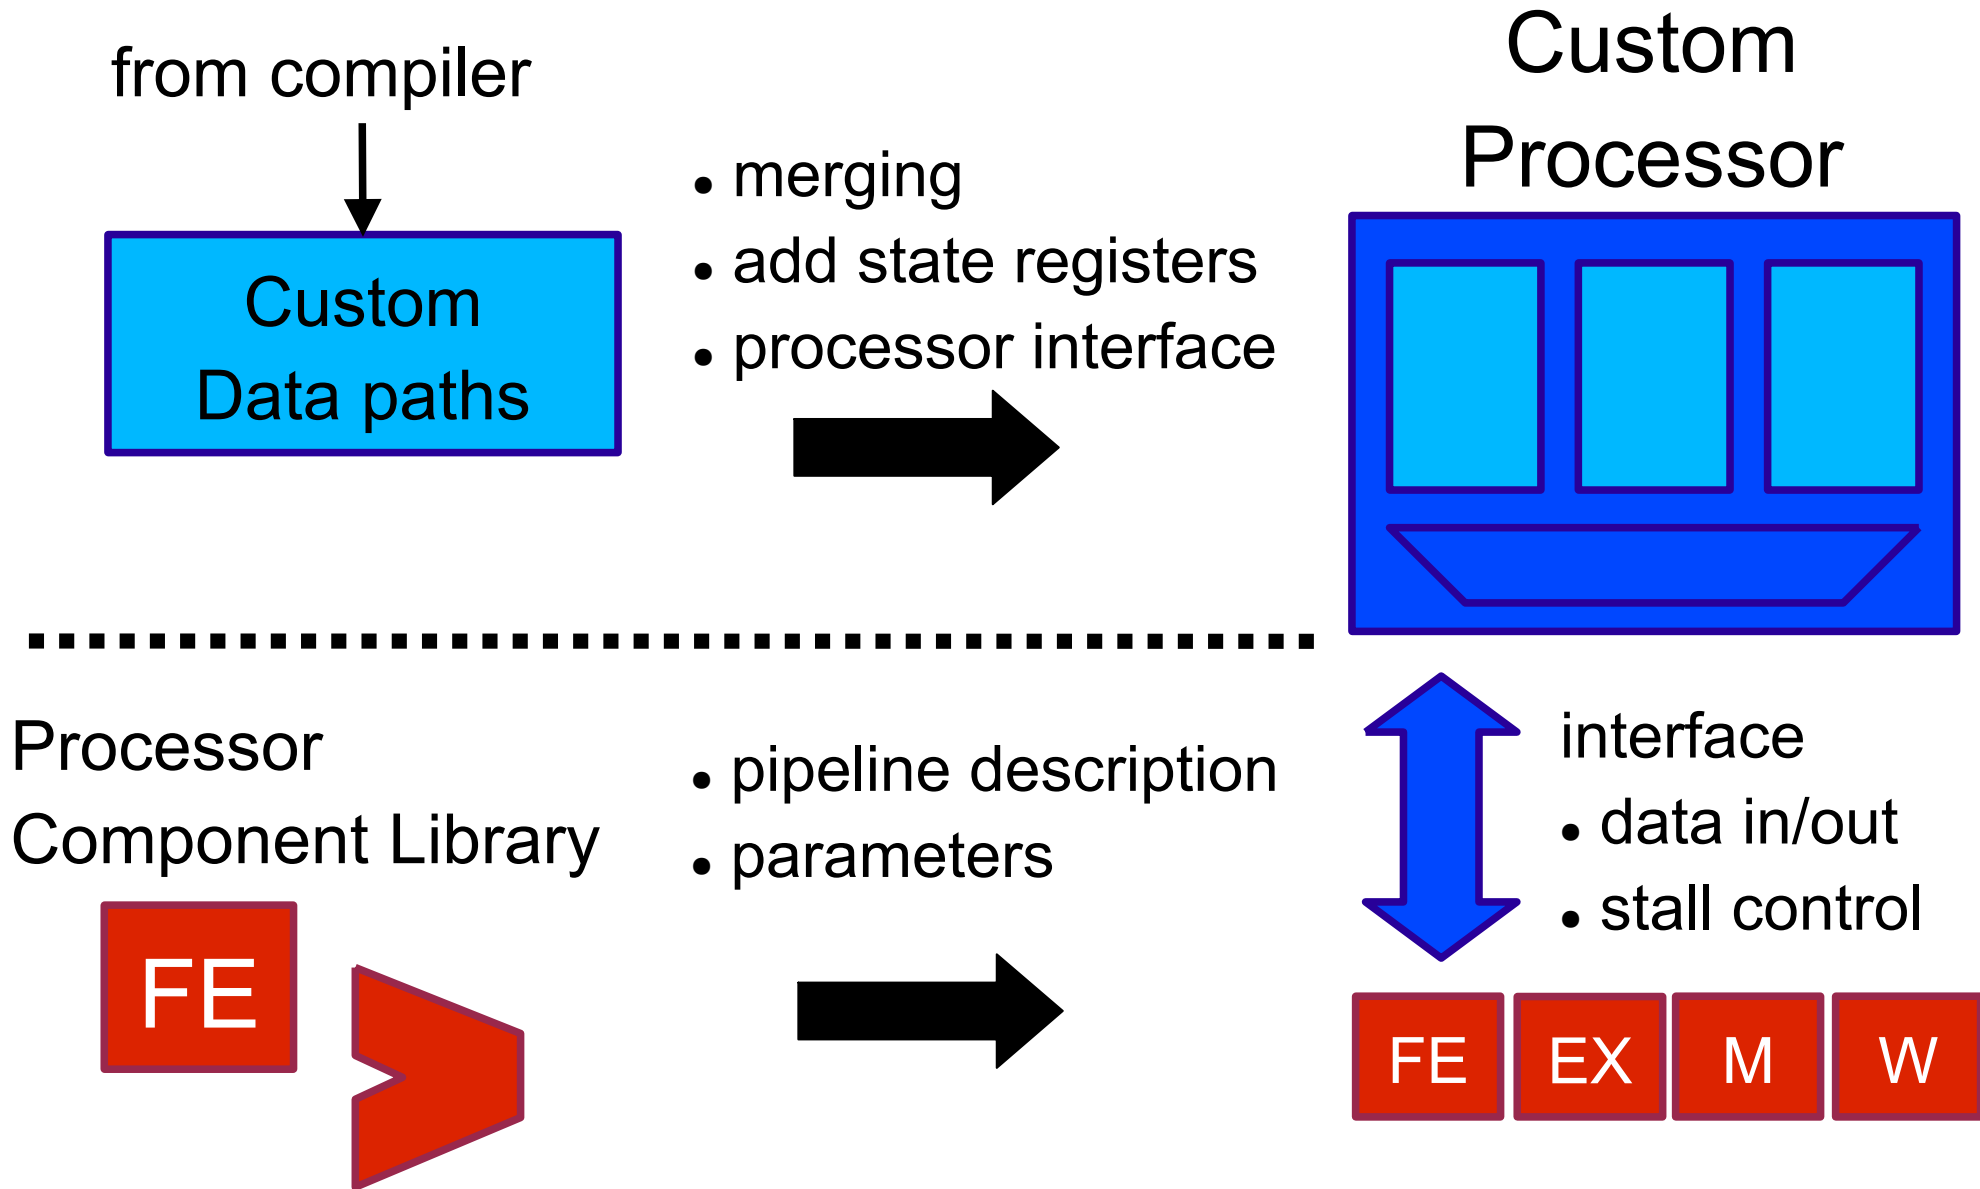 from compiler
Custom
Data paths
• merging
• add state registers
• processor interface
Custom
Processor
Processor
Component Library
FE
• pipeline description
• parameters
interface
• data in/out
• stall control
FE EX M W